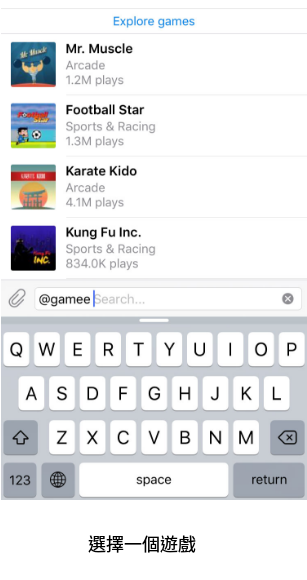 Explore games
Mr. Muscle
Arcade
1.2M plays
Football Star
Sports & Racing
1.3M plays
Karate Kido
Arcade
4.1M plays
Kung Fu Inc.
Sports & Racing
834.0K plays
@gamee Search...
Q W E R T Y U I O P
A S D F G H J K L
Z X C V B N M
123 space return
選擇一個遊戲